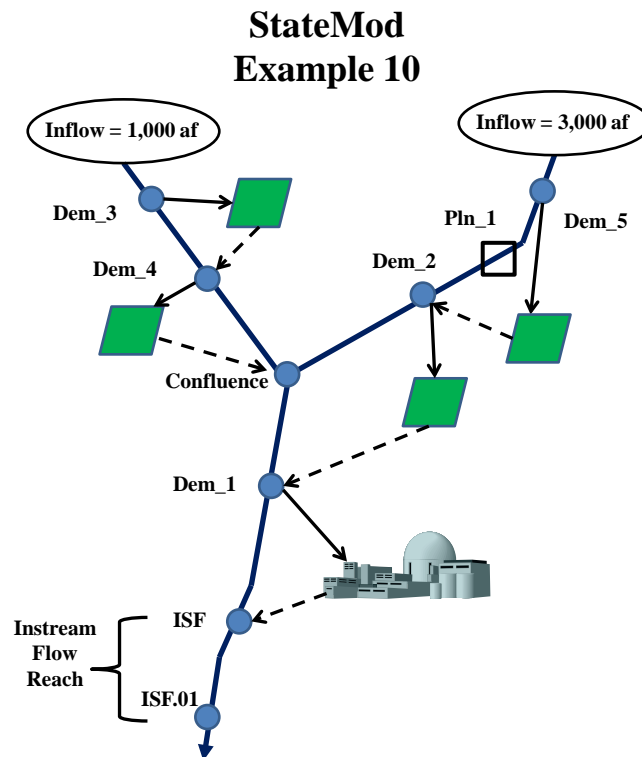 StateMod
Example 10
Inflow = 1,000 af
Inflow = 3,000 af
Dem_3
Pln_1
Dem_5
Dem_4
Dem_2
Confluence
Dem_1
Instream
Flow
Reach
ISF
ISF.01